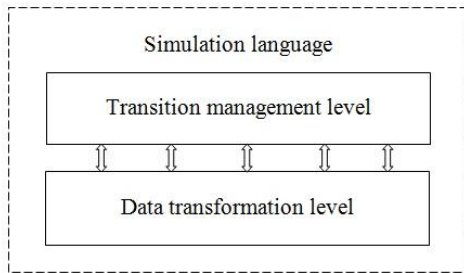 Simulation language
Transition management level
Data transformation level